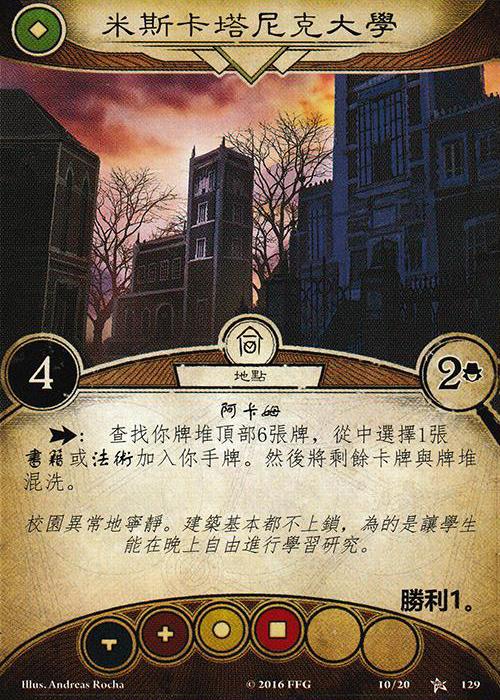 米斯卡塔尼克大學
4
地點
2
阿卡姆
：查找你牌堆頂部6張牌，從中選擇1張
書籍或法術加入你手牌。然後將剩餘卡牌與牌堆
混洗。
校園異常地寧靜。建築基本都不上鎖，為的是讓學生
能在晚上自由進行學習研究。
勝利1。
Illus. Andreas Rocha
© 2016 FFG
10/20
129